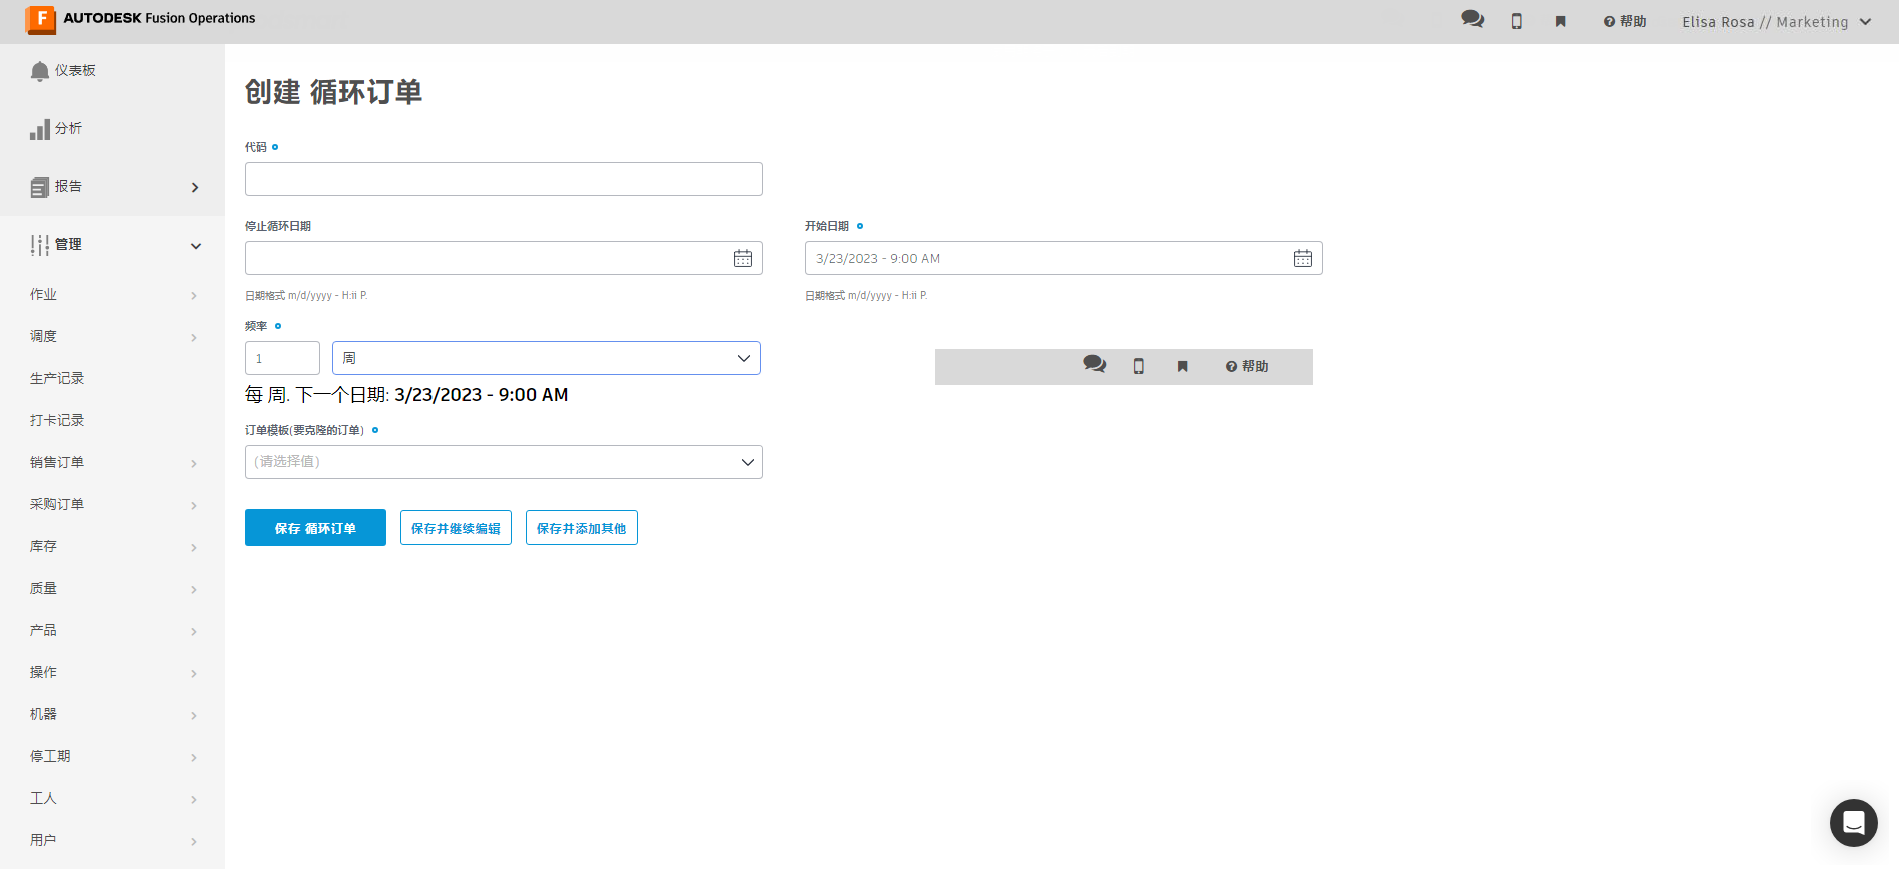 AUTODESK Fusion Operations
帮助
Elisa Rosa // Marketing
仪表板
分析
报告
管理
作业
调度
生产记录
打卡记录
销售订单
采购订单
库存
质量
产品
操作
机器
停工期
工人
用户
创建 循环订单
代码
停止循环日期
开始日期
3/23/2023 - 9:00 AM
日期格式 m/d/yyyy - H:ii P.
日期格式 m/d/yyyy - H:ii P.
频率
1
周
帮助
每 周. 下一个日期: 3/23/2023 - 9:00 AM
订单模板(要克隆的订单)
(请选择值)
保存 循环订单
保存并继续编辑
保存并添加其他